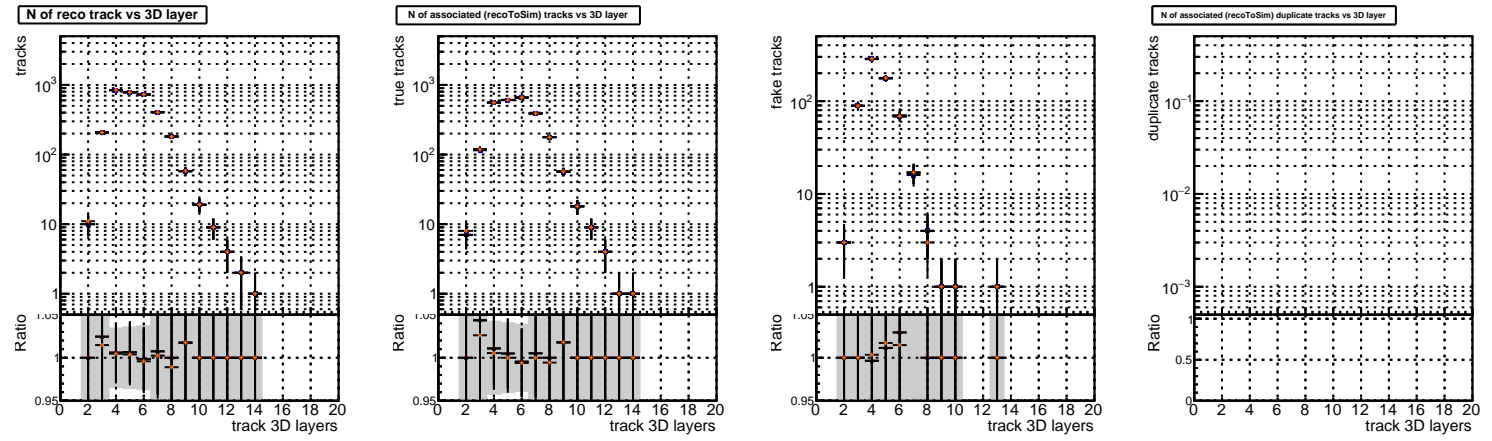 N of reco track vs 3D layer
tracks
10³
10²
10
1
Ratio
1.05
1
0.95
0 2 4 6 8 10 12 14 16 18 20
track 3D layers
N of associated (recoToSim) tracks vs 3D layer
true tracks
10³
10²
10
1
Ratio
1.05
1
0.95
0 2 4 6 8 10 12 14 16 18 20
track 3D layers
fake tracks
10²
10
1
Ratio
1.05
1
0.95
0 2 4 6 8 10 12 14 16 18 20
track 3D layers
N of associated (recoToSim) duplicate tracks vs 3D layer
duplicate tracks
10⁻¹
10⁻²
10⁻³
Ratio
1
0.5
0
0 2 4 6 8 10 12 14 16 18 20
track 3D layers